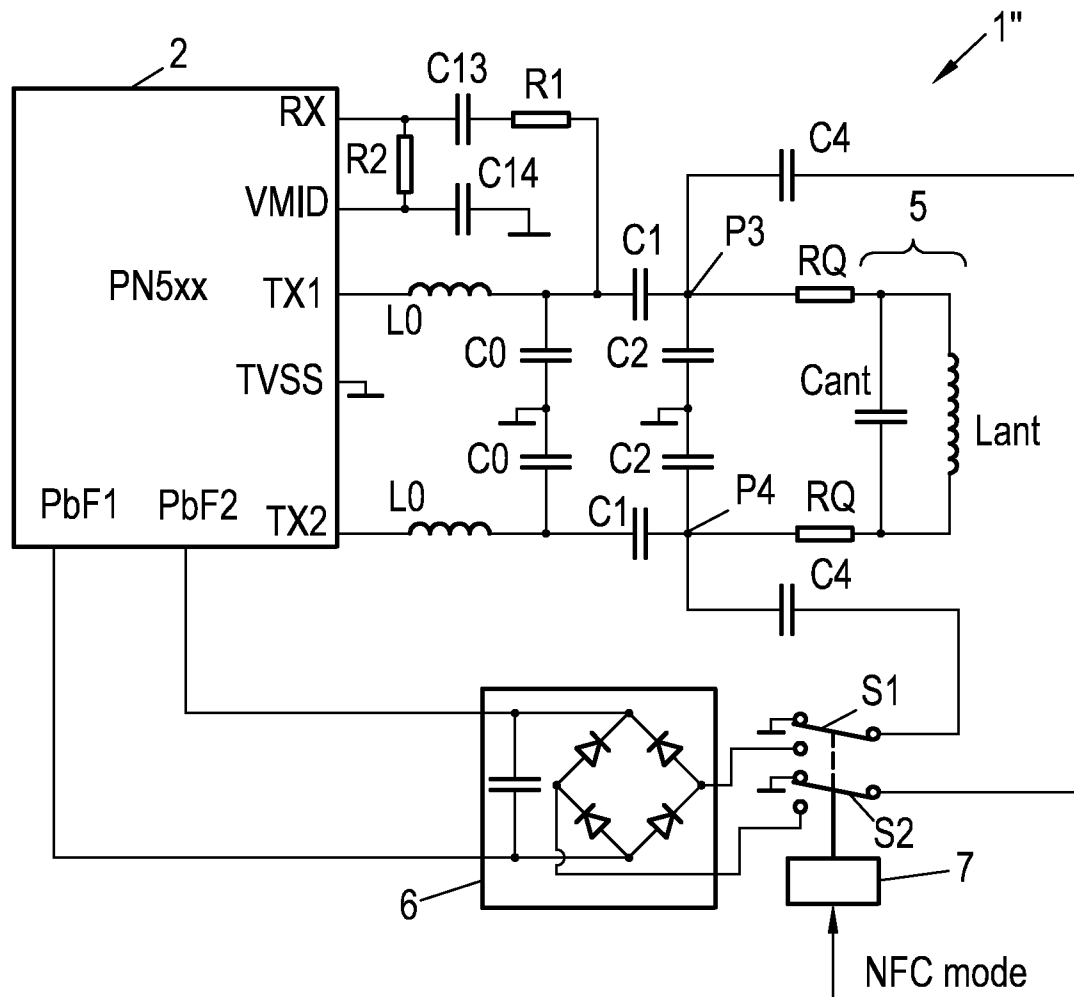 1"
2
C13
R1
RX
R2
C14
C4
VMID
5
C1
P3
RQ
PN5xx
TX1
L0
C0
C2
TVSS
Cant
Lant
C0
C2
PbF1
PbF2
L0
P4
RQ
TX2
C1
C4
S1
S2
7
6
NFC mode